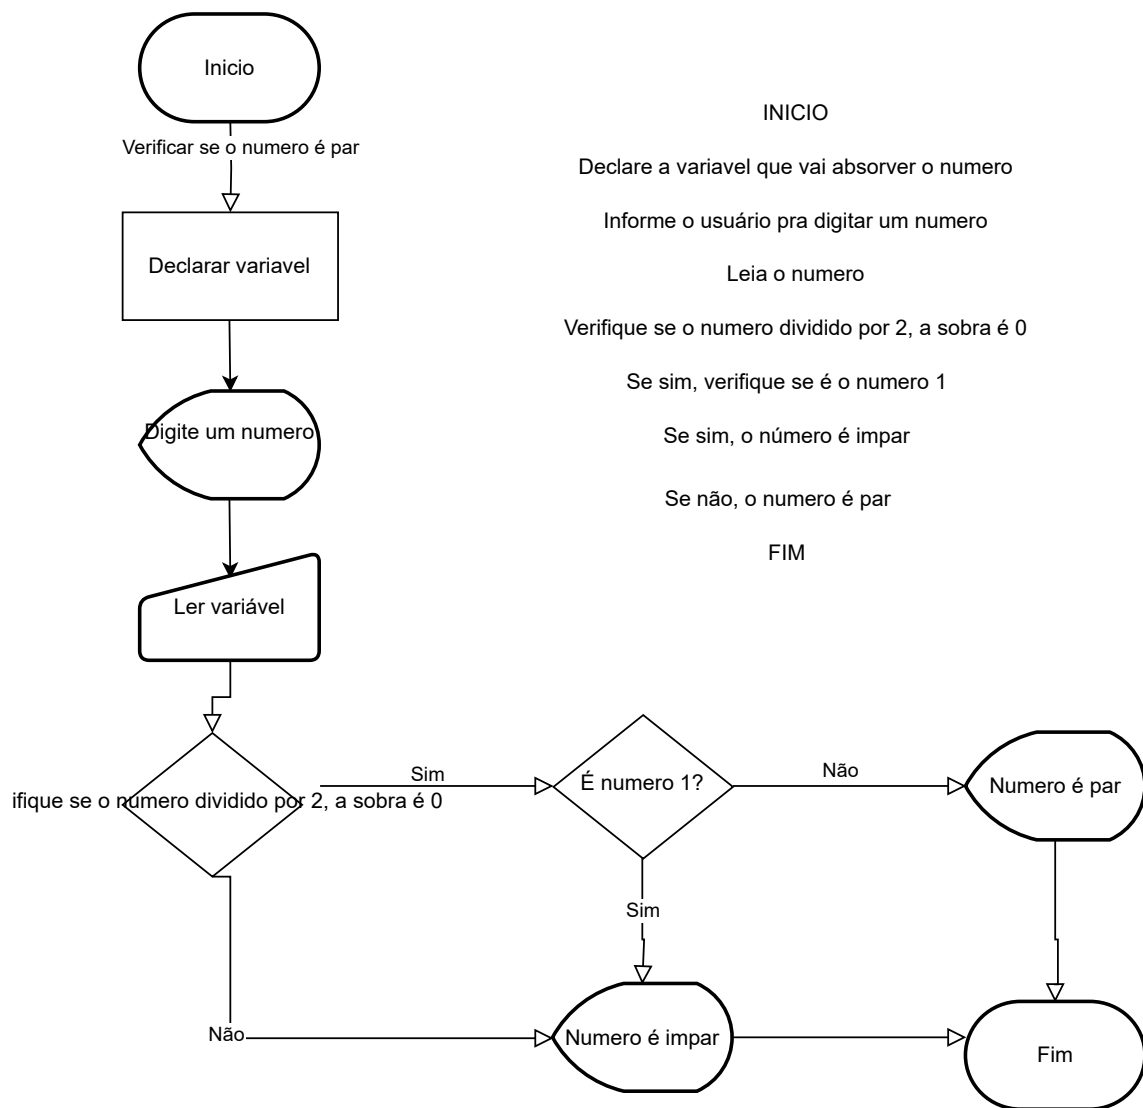 Inicio
Verificar se o numero é par
Declarar variavel
Digite um numero
Ler variável
ifique se o numero dividido por 2, a sobra é 0
Sim
É numero 1?
Não
Numero é par
Sim
Não
Numero é impar
Fim
INICIO
Declare a variavel que vai absorver o numero
Informe o usuário pra digitar um numero
Leia o numero
Verifique se o numero dividido por 2, a sobra é 0
Se sim, verifique se é o numero 1
Se sim, o número é impar
Se não, o numero é par
FIM